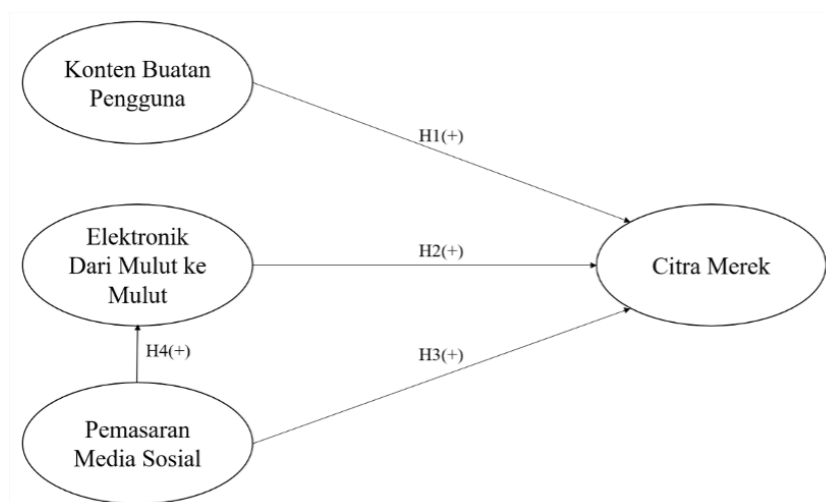 Konten Buatan
Pengguna
H1(+)
Elektronik
Dari Mulut ke
Mulut
H2(+)
Citra Merek
H4(+)
H3(+)
Pemasaran
Media Sosial